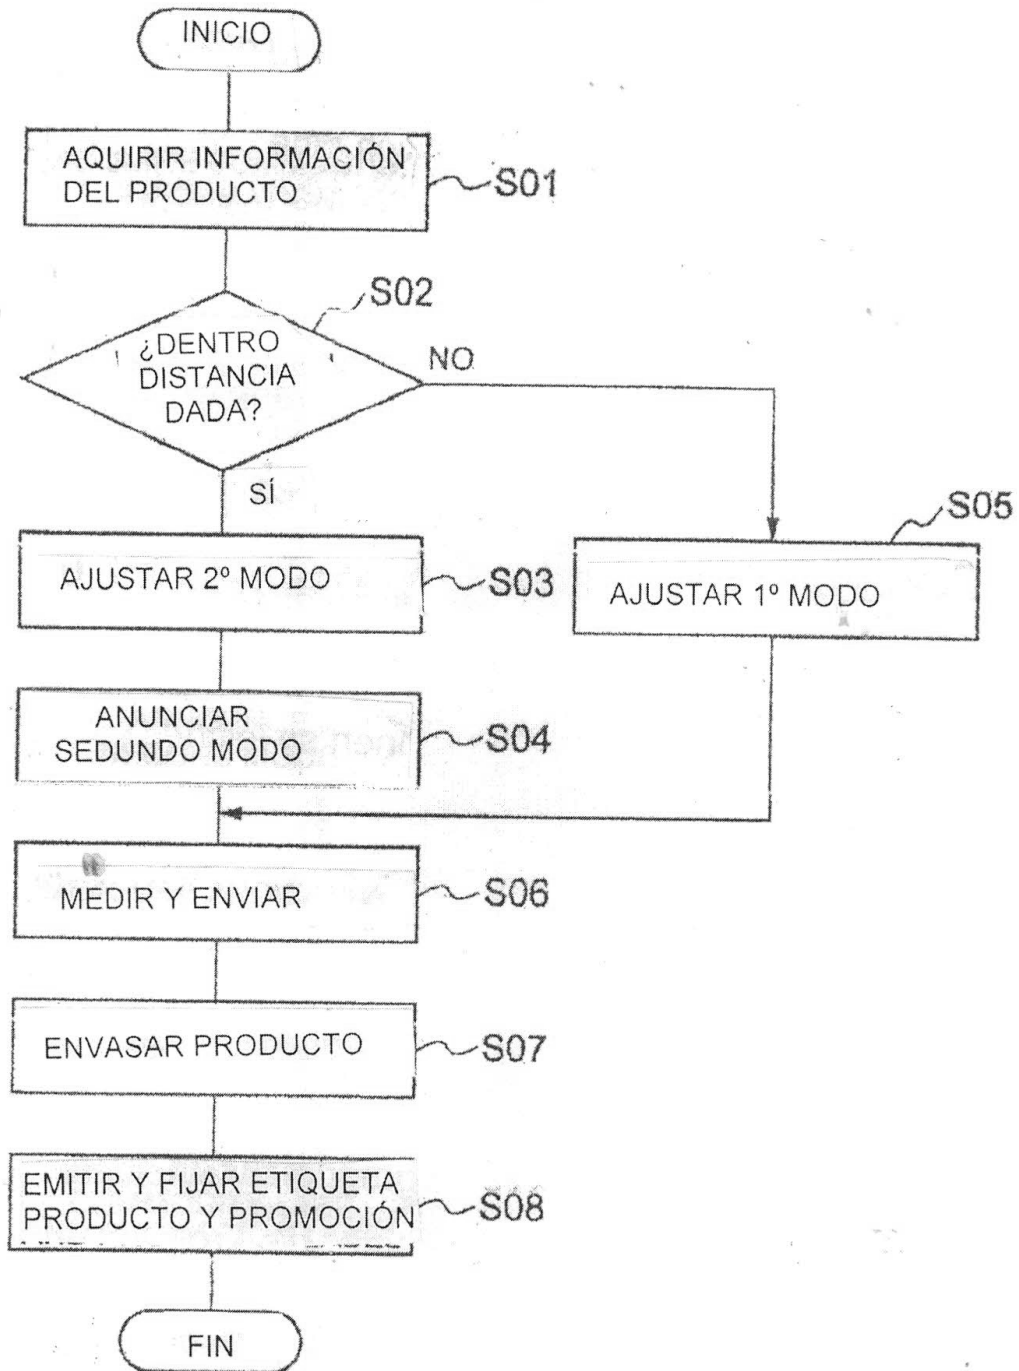 INICIO
AQUIRIR INFORMACIÓN
DEL PRODUCTO
S01
S02
¿DENTRO
DISTANCIA
DADA?
NO
SÍ
S05
AJUSTAR 2º MODO
S03
AJUSTAR 1º MODO
ANUNCIAR
SEDUNDO MODO
S04
MEDIR Y ENVIAR
S06
ENVASAR PRODUCTO
S07
EMITIR Y FIJAR ETIQUETA
PRODUCTO Y PROMOCIÓN
S08
FIN